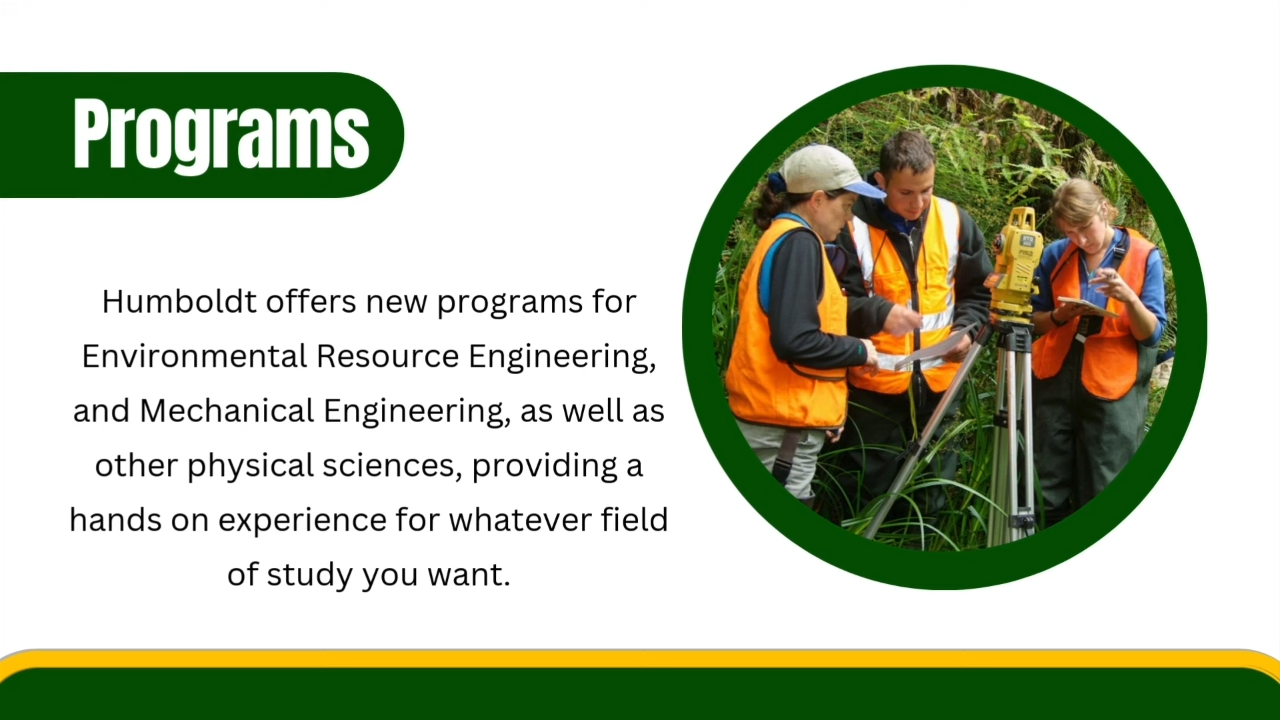 Programs
Humboldt offers new programs for
Environmental Resource Engineering,
and Mechanical Engineering, as well as
other physical sciences, providing a
hands on experience for whatever field
of study you want.